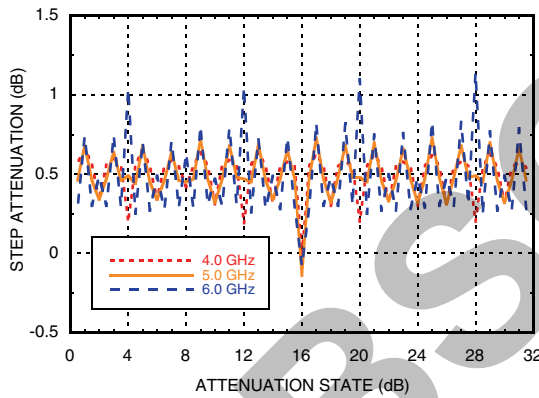 STEP ATTENUATION (dB)
1.5
1
0.5
0
-0.5
4.0 GHz
5.0 GHz
6.0 GHz
0 4 8 12 16 20 24 28 32
ATTENUATION STATE (dB)
BSO